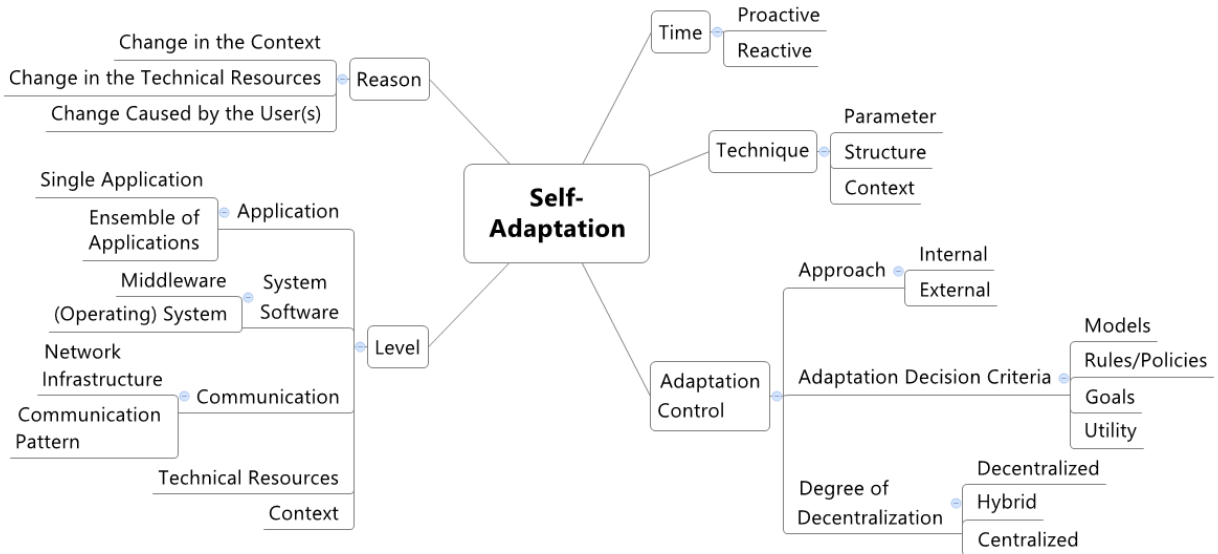 Self-
Adaptation
Time
Proactive
Reactive
Technique
Parameter
Structure
Context
Adaptation
Control
Approach
Internal
External
Adaptation Decision Criteria
Models
Rules/Policies
Goals
Utility
Degree of
Decentralization
Decentralized
Hybrid
Centralized
Reason
Change in the Context
Change in the Technical Resources
Change Caused by the User(s)
Level
Application
Single Application
Ensemble of
Applications
System
Software
Middleware
(Operating) System
Communication
Network
Infrastructure
Communication
Pattern
Technical Resources
Context